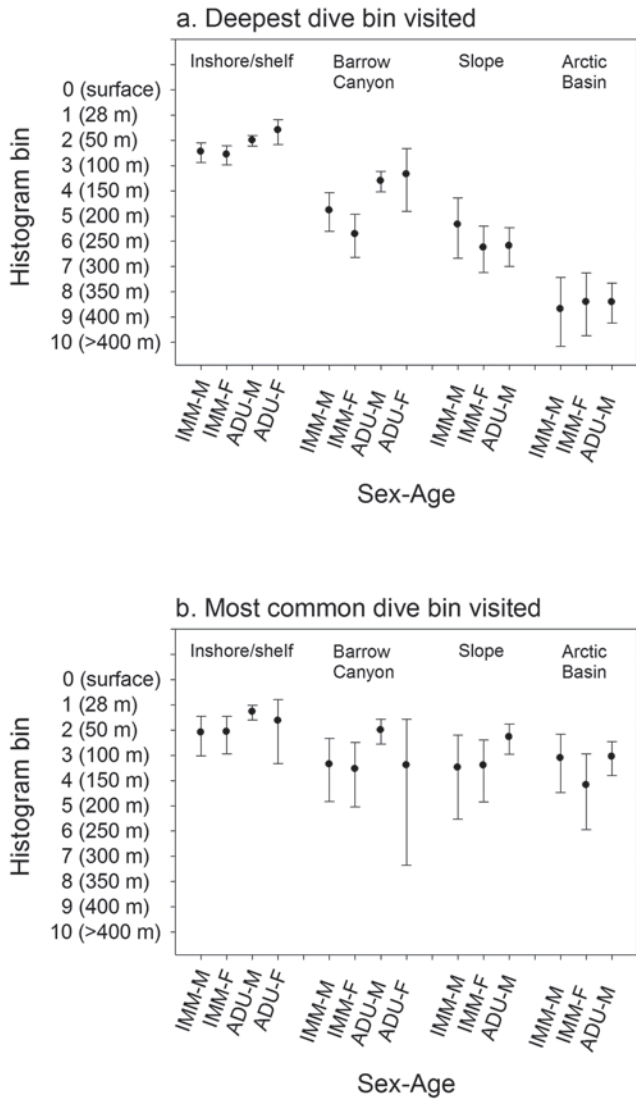 a. Deepest dive bin visited
Inshore/shelf
Barrow
Canyon
Slope
Arctic
Basin
Histogram bin
0 (surface)
1 (28 m)
2 (50 m)
3 (100 m)
4 (150 m)
5 (200 m)
6 (250 m)
7 (300 m)
8 (350 m)
9 (400 m)
10 (>400 m)
IMM-M
IMM-F
ADU-M
ADU-F
IMM-M
IMM-F
ADU-M
ADU-F
IMM-M
IMM-F
ADU-M
IMM-M
IMM-F
ADU-M
Sex-Age
b. Most common dive bin visited
Inshore/shelf
Barrow
Canyon
Slope
Arctic
Basin
Histogram bin
0 (surface)
1 (28 m)
2 (50 m)
3 (100 m)
4 (150 m)
5 (200 m)
6 (250 m)
7 (300 m)
8 (350 m)
9 (400 m)
10 (>400 m)
IMM-M
IMM-F
ADU-M
ADU-F
IMM-M
IMM-F
ADU-M
ADU-F
IMM-M
IMM-F
ADU-M
IMM-M
IMM-F
ADU-M
Sex-Age